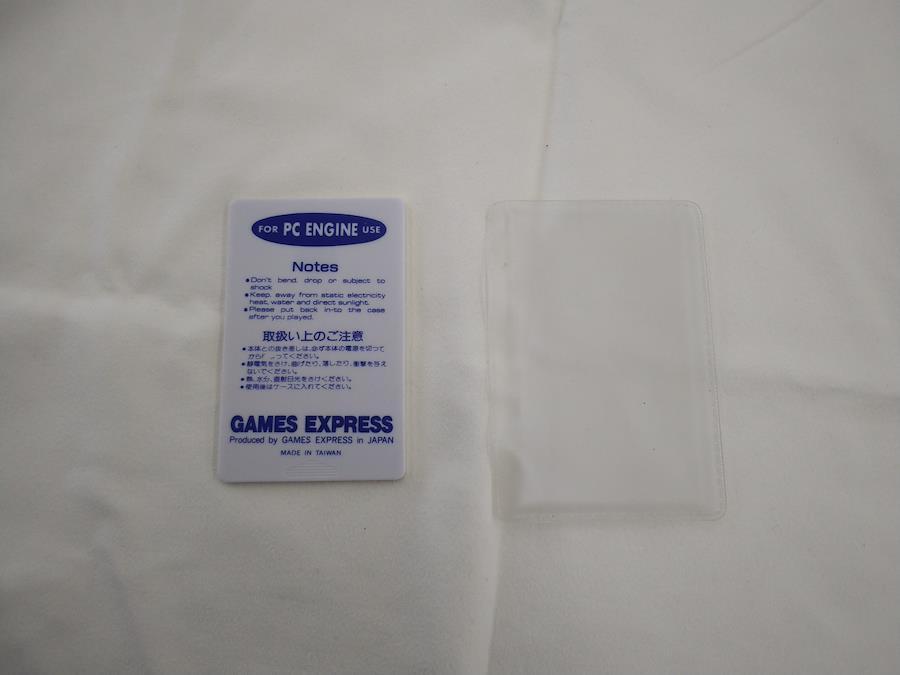 FOR PC ENGINE USE
Notes
●Don't bend, drop or subject to
shock
●Keep, away from static electricity
heat, water and direct sunlight.
●Please put back in-to the case
after you played.
取扱い上のご注意
●本体との抜き差しは、必ず本体の電源を切って
から ってください。
●静電気をさけ、曲げたり、落したり、衝撃を与え
ないでください。
●熱、水分、直射日光をさけてください。
●使用後はケースに入れてください。
GAMES EXPRESS
Produced by GAMES EXPRESS in JAPAN
MADE IN TAIWAN